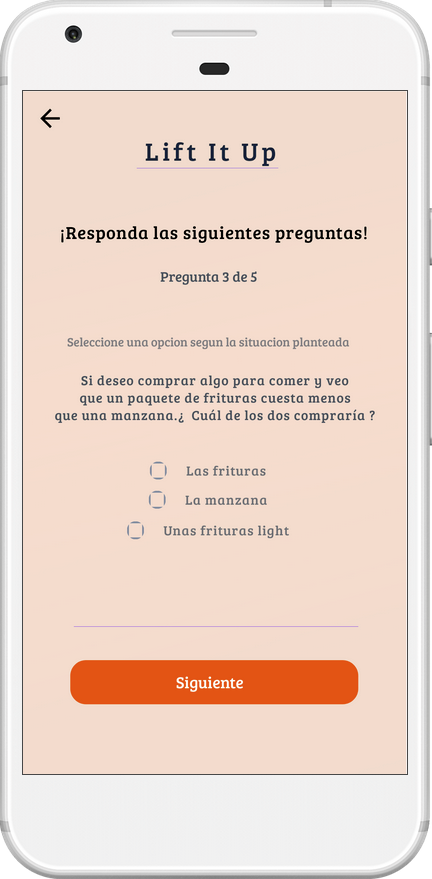 Lift It Up
¡Responda las siguientes preguntas!
Pregunta 3 de 5
Seleccione una opcion segun la situacion planteada
Si deseo comprar algo para comer y veo
que un paquete de frituras cuesta menos
que una manzana.¿ Cuál de los dos compraría ?
Las frituras
La manzana
Unas frituras light
Siguiente